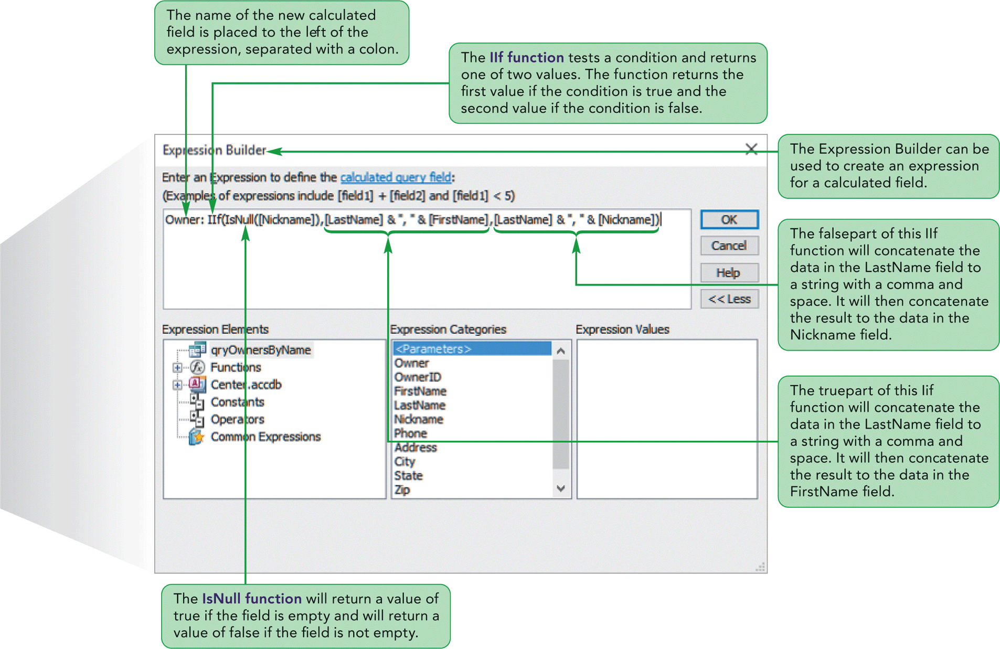 The name of the new calculated
field is placed to the left of the
expression, separated with a colon.
The IIf function tests a condition and returns
one of two values. The function returns the
first value if the condition is true and the
second value if the condition is false.
Expression Builder
The Expression Builder can be
used to create an expression
for a calculated field.
Enter an Expression to define the calculated query field:
(Examples of expressions include [field1] + [field2] and [field1] < 5)
Owner: IIf(IsNull([Nickname]),[LastName] & ", " & [FirstName],[LastName] & ", " & [Nickname])
OK
Cancel
Help
<< Less
The falsepart of this IIf
function will concatenate the
data in the LastName field to
a string with a comma and
space. It will then concatenate
the result to the data in the
Nickname field.
Expression Elements
qryOwnersByName
Functions
Center.accdb
Constants
Operators
Common Expressions
Expression Categories
<Parameters>
Owner
OwnerID
FirstName
LastName
Nickname
Phone
Address
City
State
Zip
Expression Values
The truepart of this Iif
function will concatenate the
data in the LastName field to
a string with a comma and
space. It will then concatenate
the result to the data in the
FirstName field.
The IsNull function will return a value of
true if the field is empty and will return a
value of false if the field is not empty.